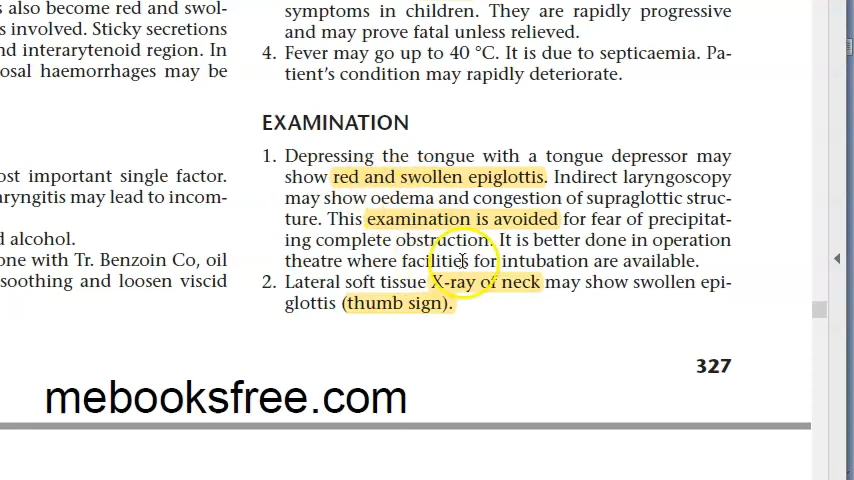 s also become red and swol-
s involved. Sticky secretions
nd interarytenoid region. In
osal haemorrhages may be
ost important single factor.
aryngitis may lead to incom-
d alcohol.
one with Tr. Benzoin Co, oil
soothing and loosen viscid
symptoms in children. They are rapidly progressive
and may prove fatal unless relieved.
4. Fever may go up to 40 °C. It is due to septicaemia. Pa-
tient's condition may rapidly deteriorate.
EXAMINATION
1. Depressing the tongue with a tongue depressor may
show red and swollen epiglottis. Indirect laryngoscopy
may show oedema and congestion of supraglottic struc-
ture. This examination is avoided for fear of precipitat-
ing complete obstruction. It is better done in operation
theatre where facilities for intubation are available.
2. Lateral soft tissue X-ray of neck may show swollen epi-
glottis (thumb sign).
327
mebooksfree.com